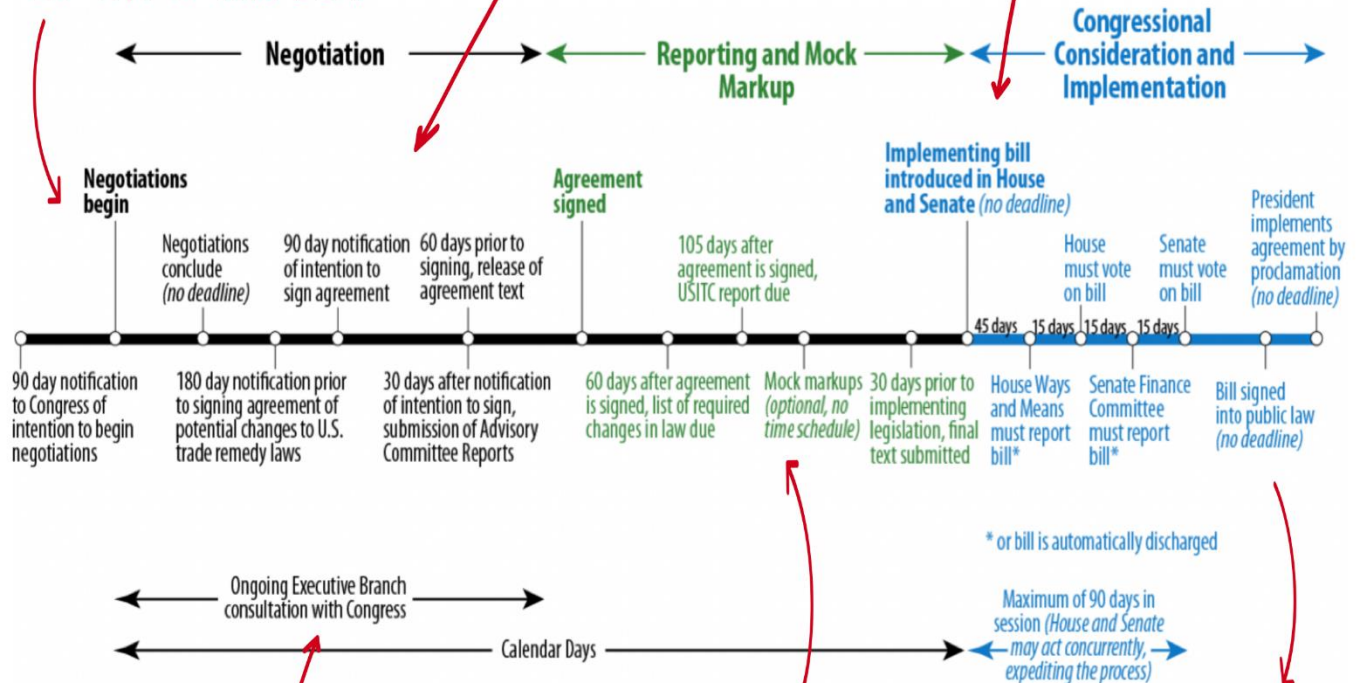 Negotiation
Reporting and Mock
Markup
Congressional
Consideration and
Implementation
Negotiations
begin
Agreement
signed
Implementing bill
introduced in House
and Senate (no deadline)
Negotiations
conclude
(no deadline)
90 day notification
of intention to
sign agreement
60 days prior to
signing, release of
agreement text
105 days after
agreement is signed,
USITC report due
House
must vote
on bill
Senate
must vote
on bill
President
implements
agreement by
proclamation
(no deadline)
45 days
15 days
15 days
15 days
90 day notification
to Congress of
intention to begin
negotiations
180 day notification prior
to signing agreement of
potential changes to U.S.
trade remedy laws
30 days after notification
of intention to sign,
submission of Advisory
Committee Reports
60 days after agreement
is signed, list of required
changes in law due
Mock markups
(optional, no
time schedule)
30 days prior to
implementing
legislation, final
text submitted
House Ways
and Means
must report
bill*
Senate Finance
Committee
must report
bill*
Bill signed
into public law
(no deadline)
* or bill is automatically discharged
Ongoing Executive Branch
consultation with Congress
Calendar Days
Maximum of 90 days in
session (House and Senate
may act concurrently,
expediting the process)